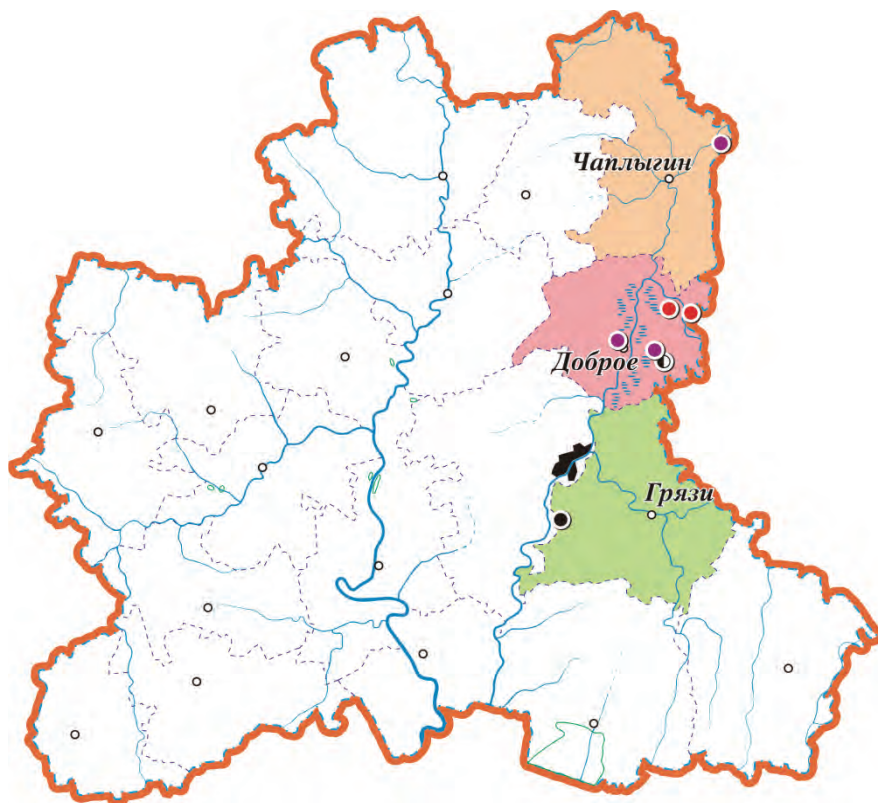 Чаплыгин
Доброе
Грязи